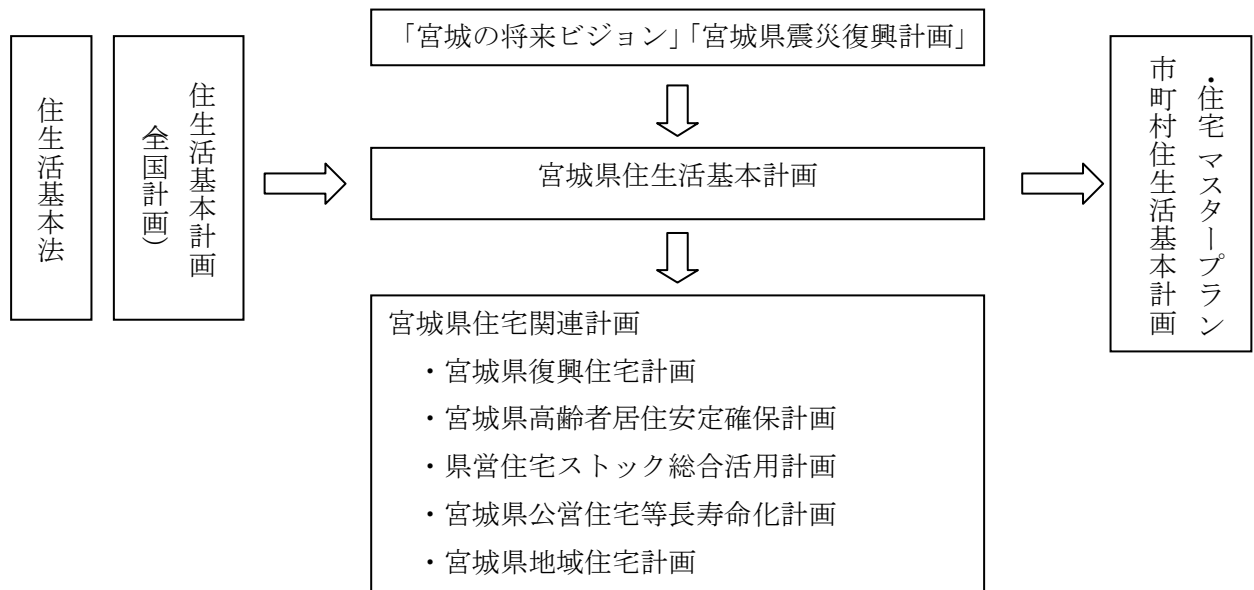 「宮城の将来ビジョン」「宮城県震災復興計画」
住生活基本法
住生活基本計画
（全国計画）
宮城県住生活基本計画
宮城県住宅関連計画
・宮城県復興住宅計画
・宮城県高齢者居住安定確保計画
・県営住宅ストック総合活用計画
・宮城県公営住宅等長寿命化計画
・宮城県地域住宅計画
・住宅マスタープラン
市町村住生活基本計画